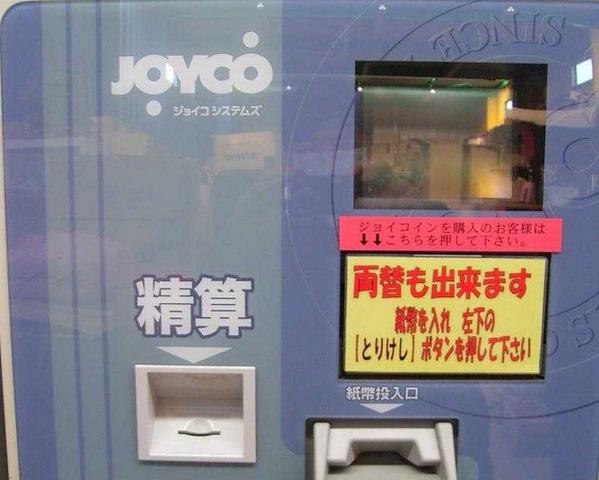 JOYCO
ジョイコ システムズ
SINCE
ジョイコインを購入のお客様は
↓↓こちらを押して下さい。
両替も出来ます
紙幣を入れ 左下の
[とりけし] ボタンを押して下さい
精算
紙幣投入口